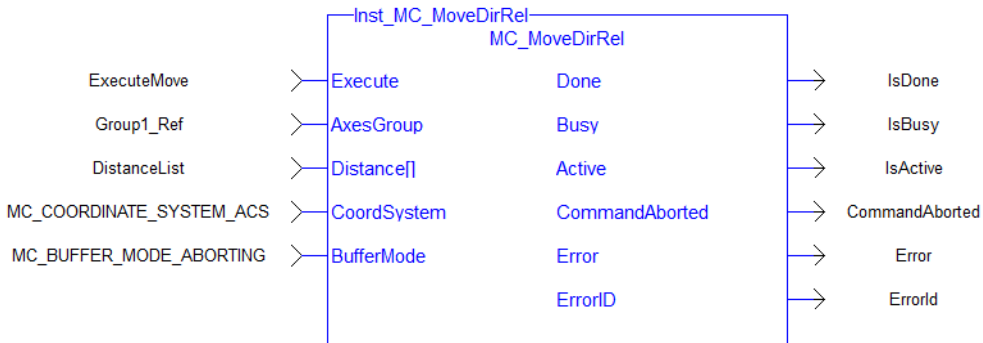 Inst_MC_MoveDirRel
MC_MoveDirRel
ExecuteMove Execute Done IsDone
Group1_Ref AxesGroup Busy IsBusy
DistanceList Distance[] Active IsActive
MC_COORDINATE_SYSTEM_ACS CoordSystem CommandAborted CommandAborted
MC_BUFFER_MODE_ABORTING BufferMode Error Error
ErrorID ErrorId